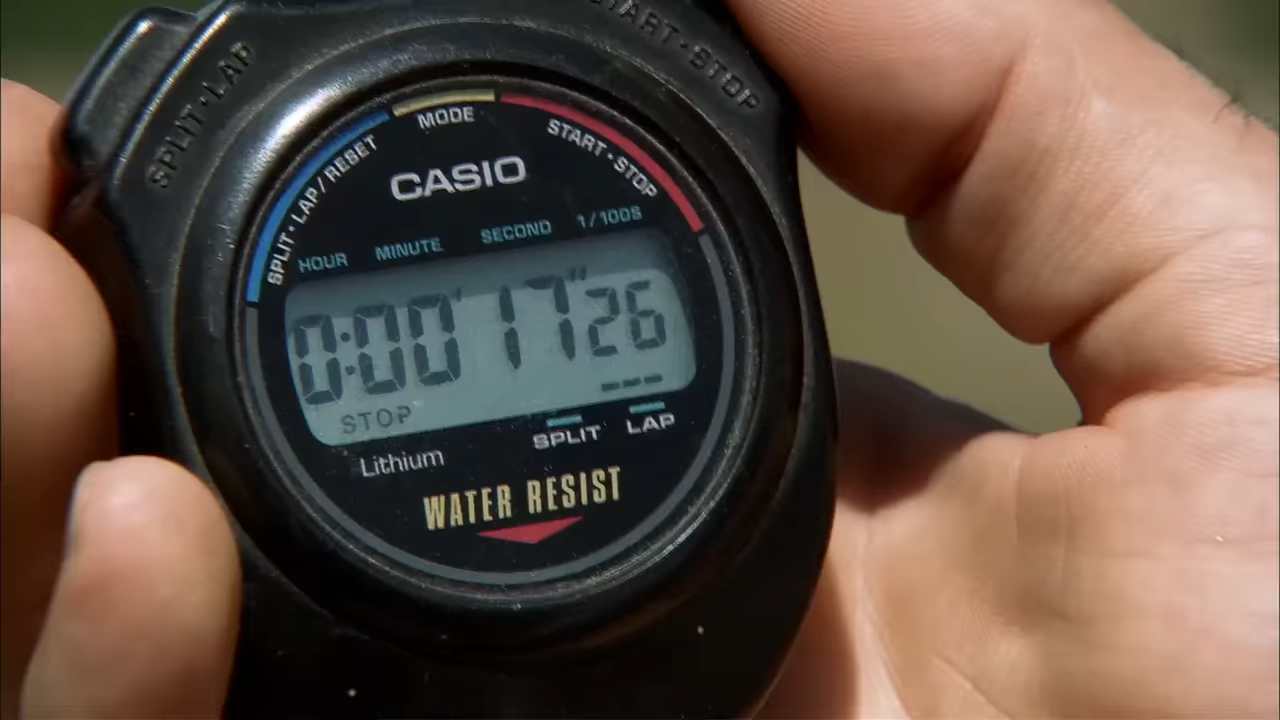 SPLIT·LAP
START·STOP
SPLIT·LAP/RESET
MODE
START·STOP
CASIO
HOUR MINUTE SECOND 1/100S
0:00'17"26
STOP
SPLIT LAP
Lithium
WATER RESIST